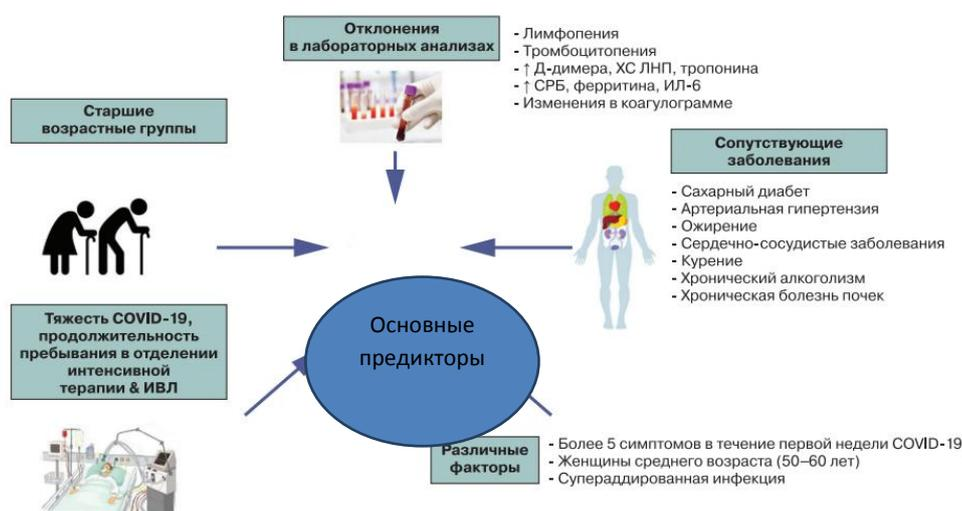 Отклонения
в лабораторных анализах
- Лимфопения
- Тромбоцитопения
- ↑ Д-димера, ХС ЛНП, тропонина
- ↑ СРБ, ферритина, ИЛ-6
- Изменения в коагулограмме
Старшие
возрастные группы
Сопутствующие
заболевания
- Сахарный диабет
- Артериальная гипертензия
- Ожирение
- Сердечно-сосудистые заболевания
- Курение
- Хронический алкоголизм
- Хроническая болезнь почек
Тяжесть COVID-19,
продолжительность
пребывания в отделении
интенсивной
терапии & ИВЛ
Основные
предикторы
Различные
факторы
- Более 5 симптомов в течение первой недели COVID-19
- Женщины среднего возраста (50–60 лет)
- Супераддированная инфекция